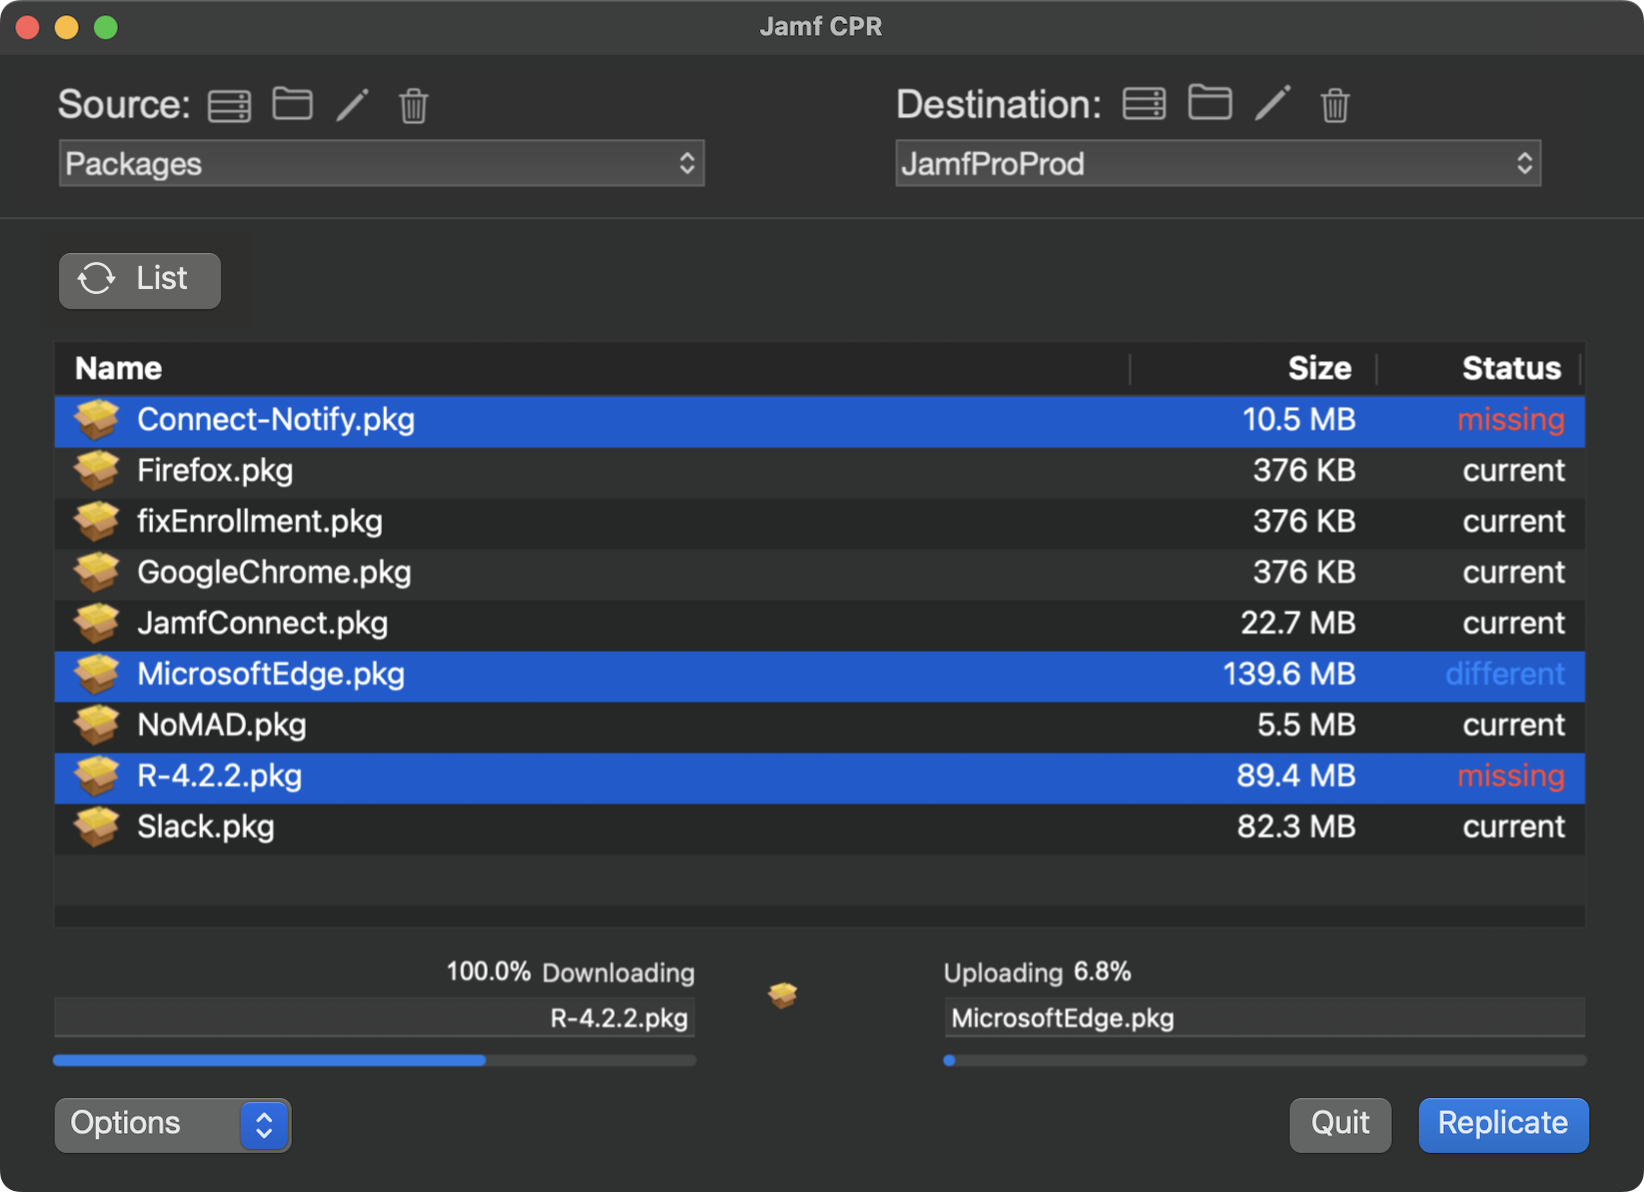 Jamf CPR
Source:
Destination:
Packages
JamfProProd
List
Name Size Status
Connect-Notify.pkg 10.5 MB missing
Firefox.pkg 376 KB current
fixEnrollment.pkg 376 KB current
GoogleChrome.pkg 376 KB current
JamfConnect.pkg 22.7 MB current
MicrosoftEdge.pkg 139.6 MB different
NoMAD.pkg 5.5 MB current
R-4.2.2.pkg 89.4 MB missing
Slack.pkg 82.3 MB current
100.0% Downloading
R-4.2.2.pkg
Uploading 6.8%
MicrosoftEdge.pkg
Options
Quit
Replicate